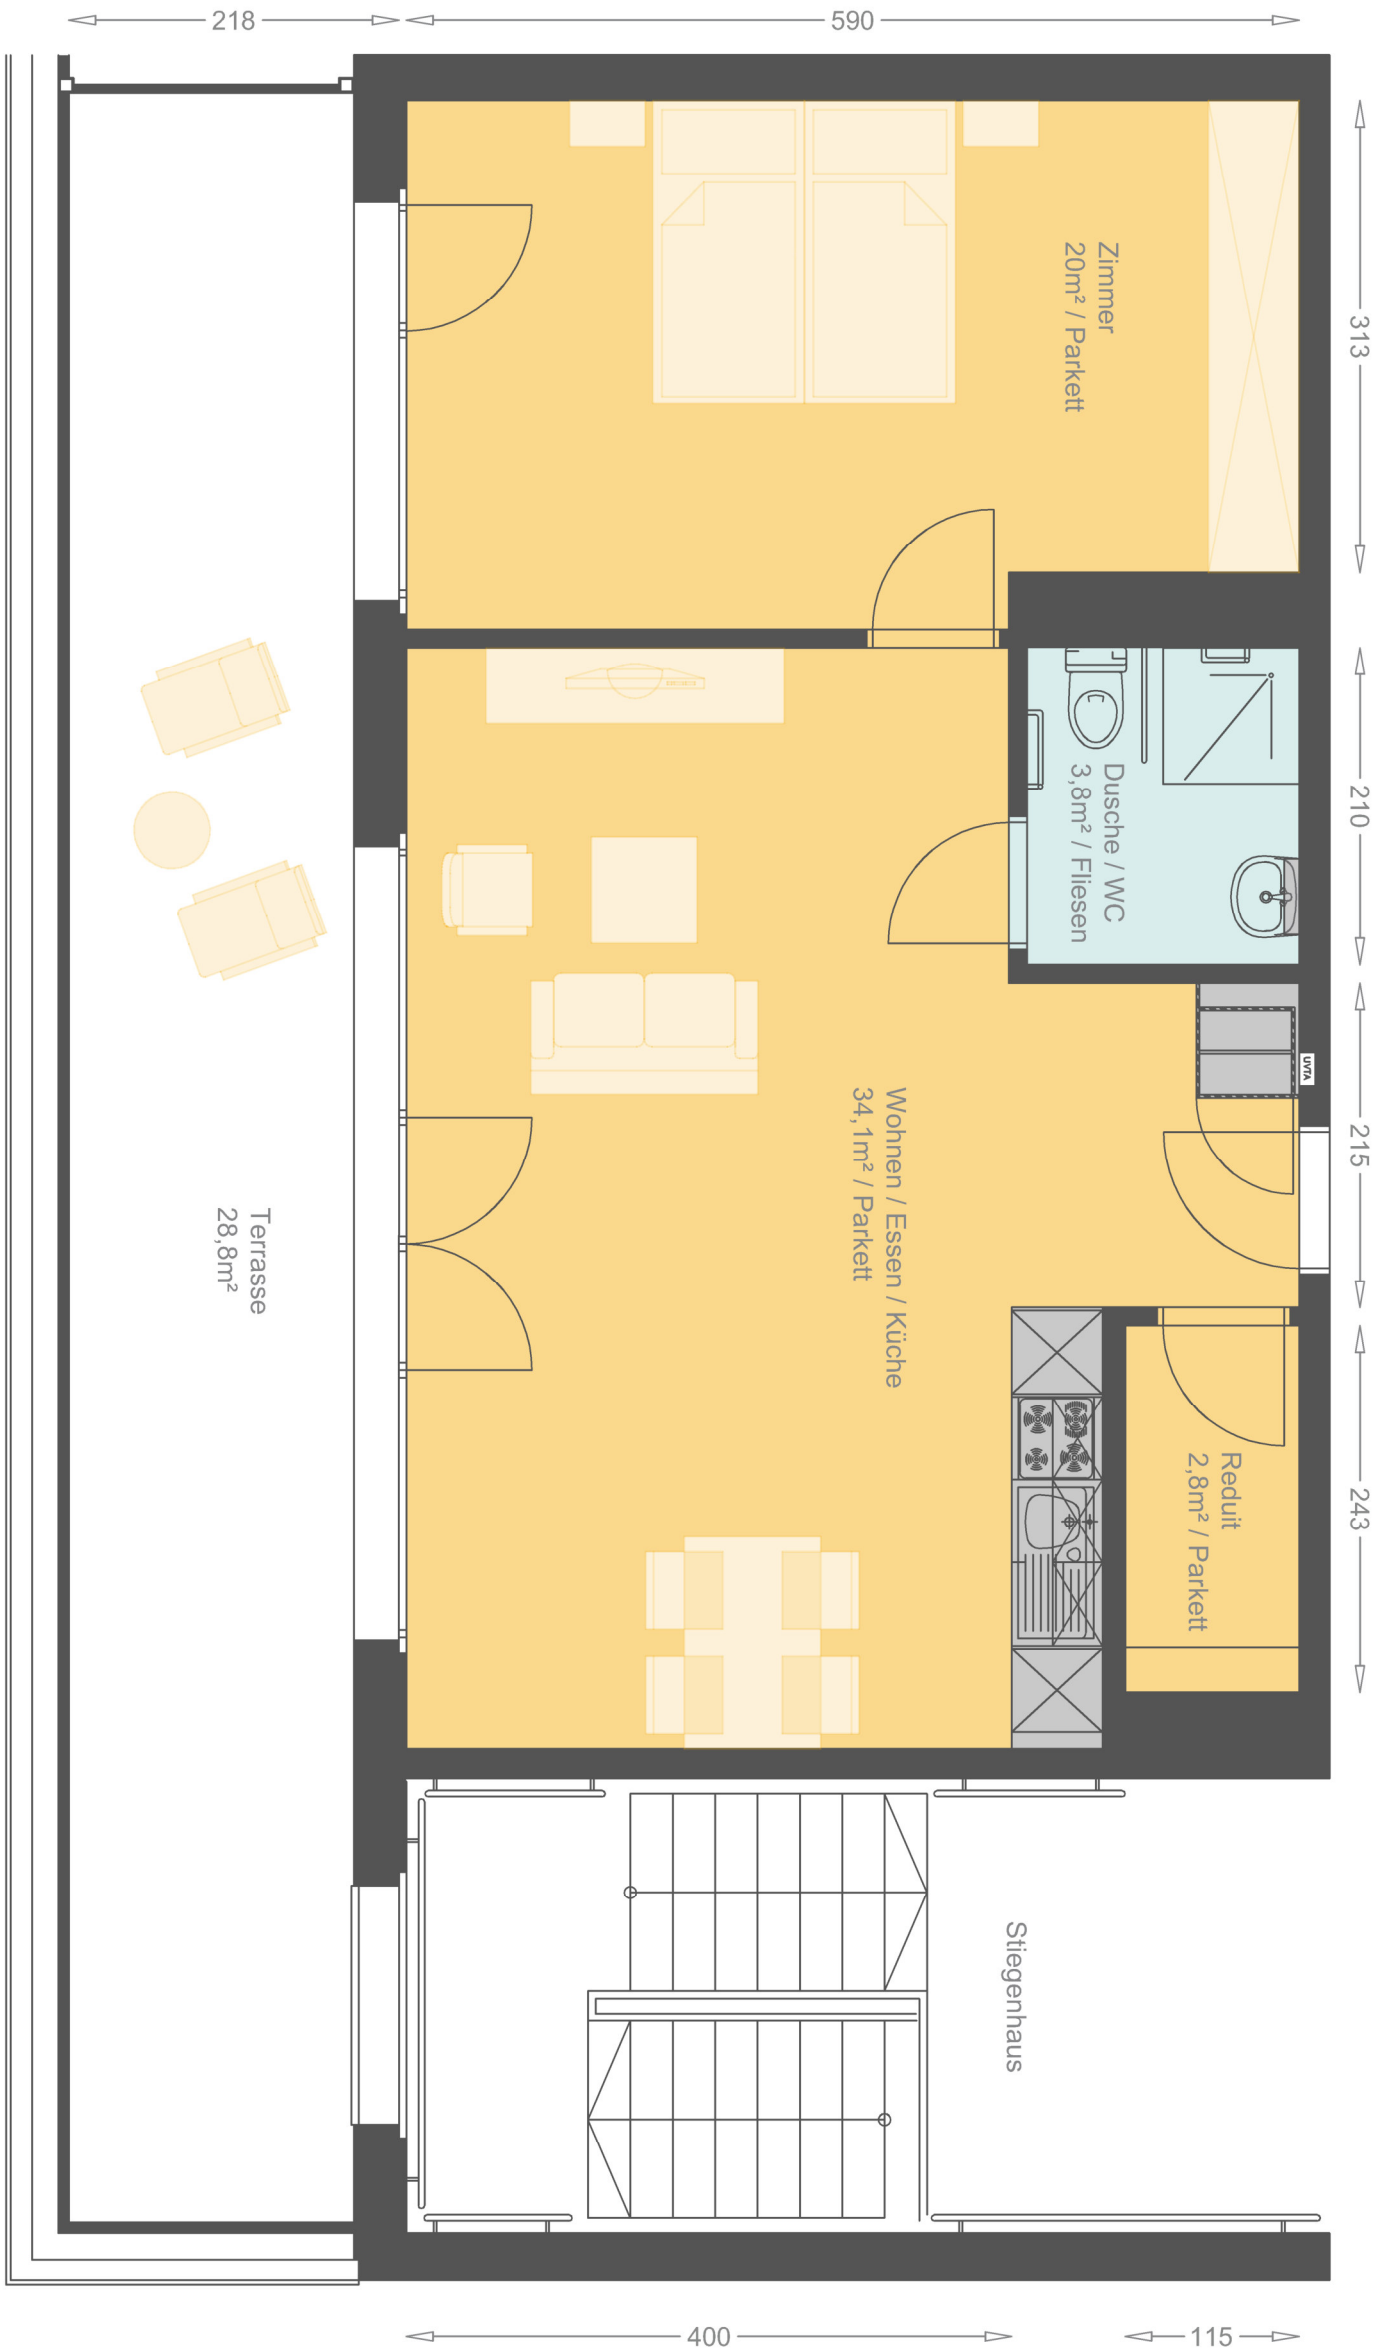 218
590
313
Zimmer
20m² / Parkett
210
Dusche / WC
3,8m² / Fliesen
UVTA
215
Wohnen / Essen / Küche
34,1m² / Parkett
Terrasse
28,8m²
243
Reduit
2,8m² / Parkett
Stiegenhaus
400
115